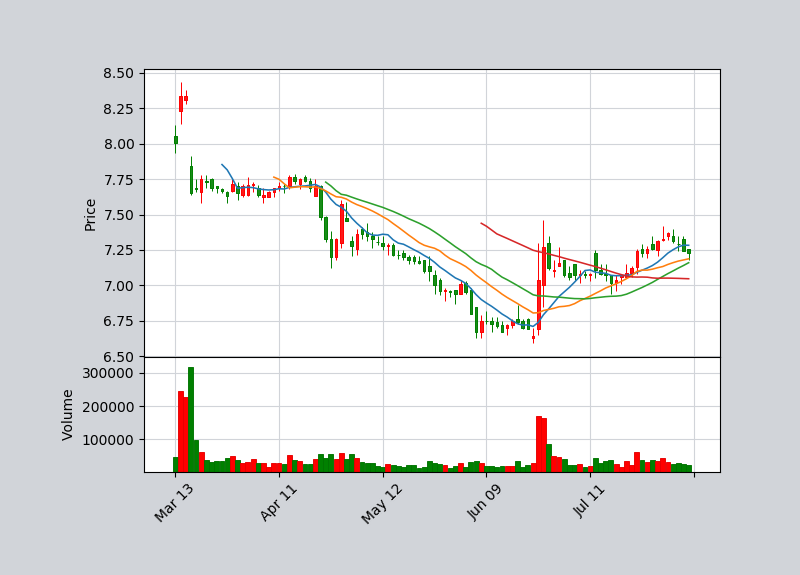 8.50
8.25
8.00
7.75
7.50
7.25
7.00
6.75
6.50
Price
300000
200000
100000
Volume
Mar 13
Apr 11
May 12
Jun 09
Jul 11